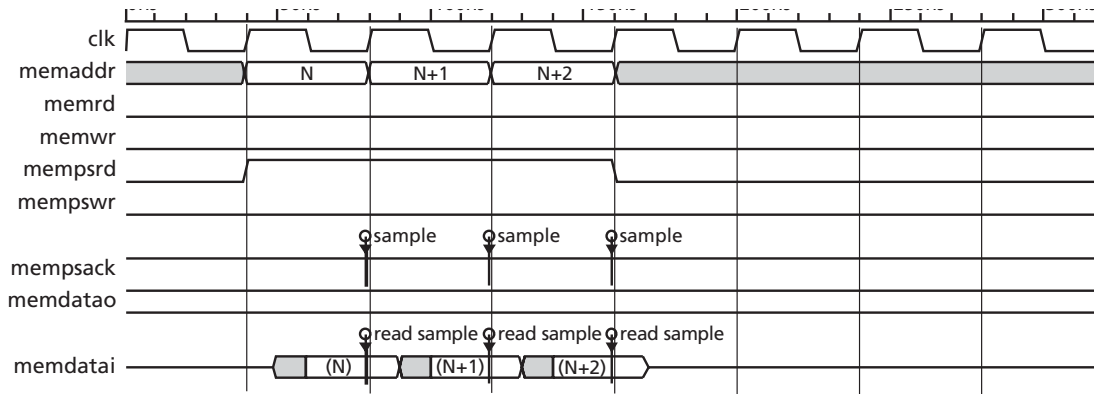 clk
memaddr N N+1 N+2
memrd
memwr
mempsrd
mempswr
sample sample sample
mempsack
memdatao
read sample read sample read sample
memdatai (N) (N+1) (N+2)